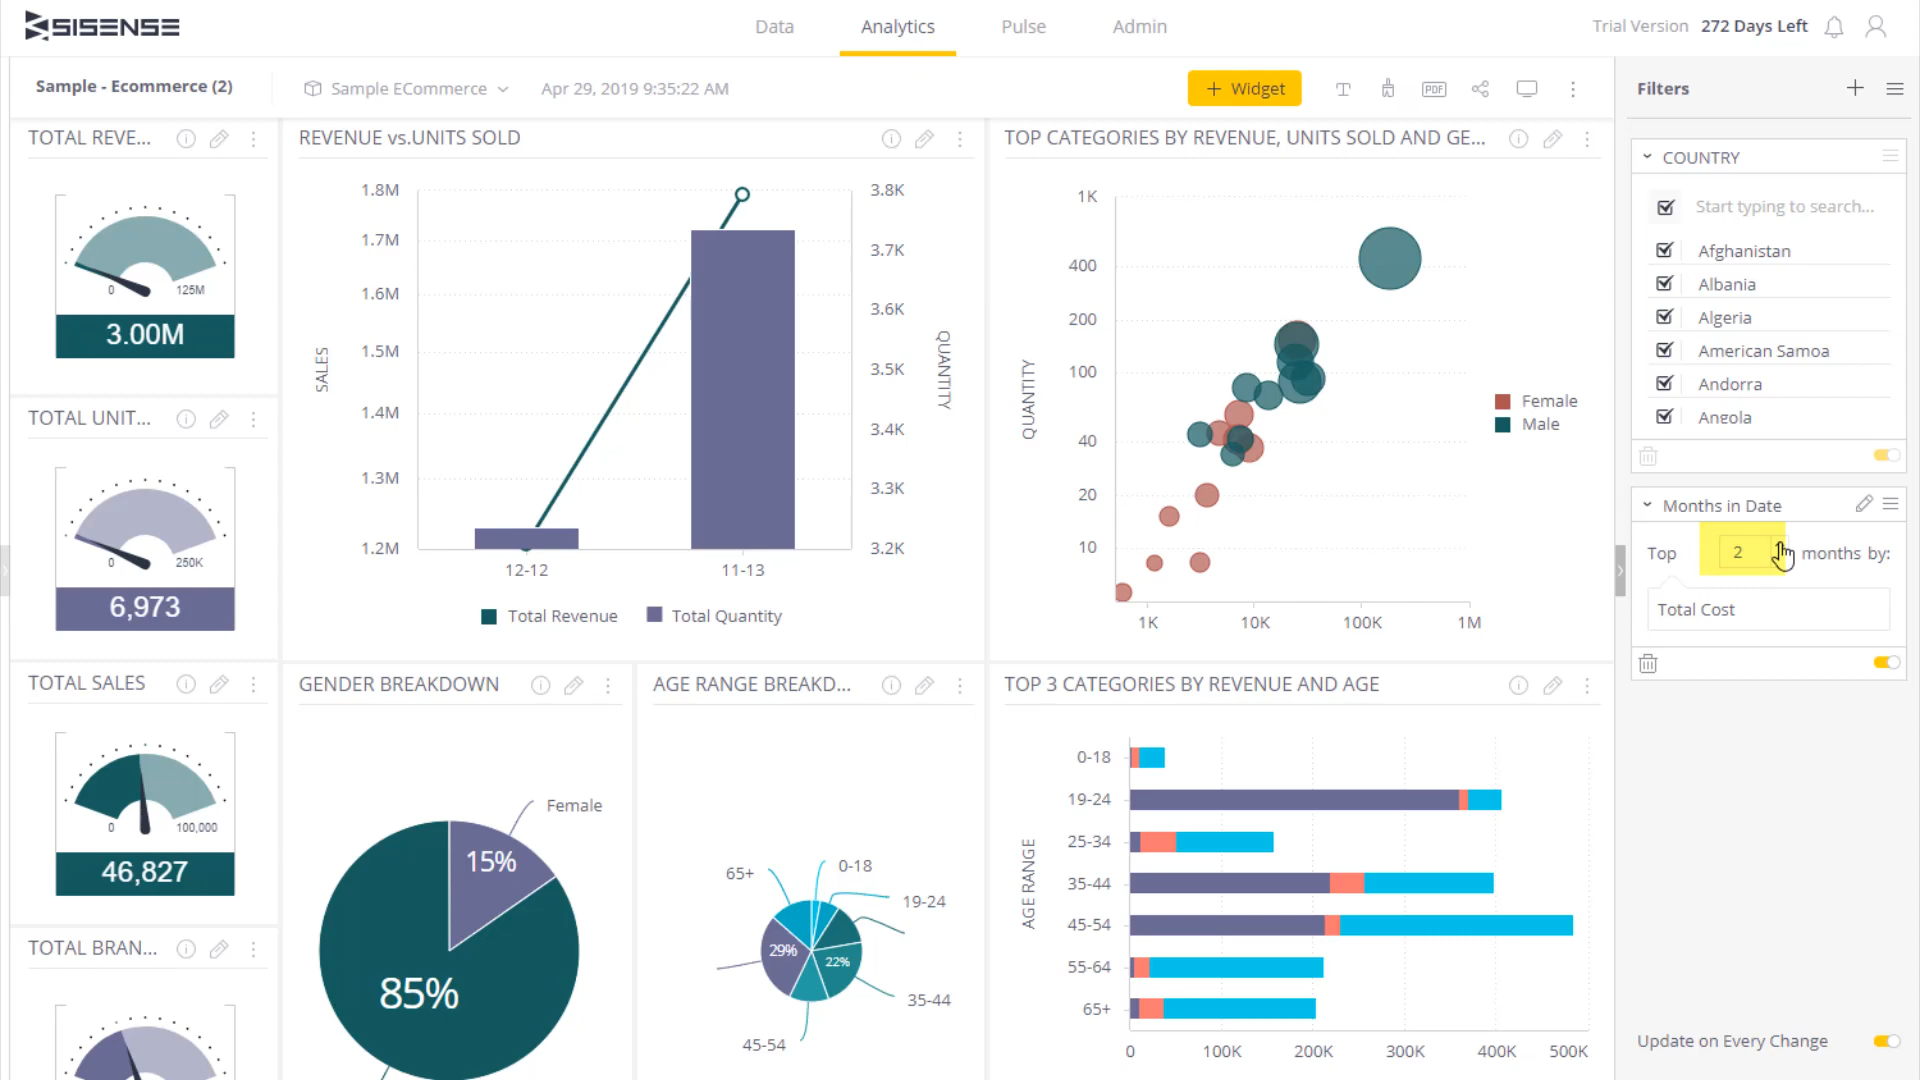 SISENSE
Data
Analytics
Pulse
Admin
Trial Version 272 Days Left
Sample - Ecommerce (2)
Sample ECommerce
Apr 29, 2019 9:35:22 AM
+ Widget
PDF
Filters
TOTAL REVE...
0
125M
3.00M
TOTAL UNIT...
0
250K
6,973
TOTAL SALES
0
100,000
46,827
TOTAL BRAN...
REVENUE vs.UNITS SOLD
1.8M
1.7M
1.6M
1.5M
1.4M
1.3M
1.2M
SALES
3.8K
3.7K
3.6K
3.5K
3.4K
3.3K
3.2K
QUANTITY
12-12
11-13
Total Revenue
Total Quantity
TOP CATEGORIES BY REVENUE, UNITS SOLD AND GE...
1K
400
200
100
40
20
10
QUANTITY
1K
10K
100K
1M
Female
Male
GENDER BREAKDOWN
Female
15%
85%
AGE RANGE BREAKD...
65+
0-18
19-24
29%
22%
35-44
45-54
TOP 3 CATEGORIES BY REVENUE AND AGE
AGE RANGE
0-18
19-24
25-34
35-44
45-54
55-64
65+
0
100K
200K
300K
400K
500K
COUNTRY
Start typing to search...
Afghanistan
Albania
Algeria
American Samoa
Andorra
Angola
Months in Date
Top 2 months by:
Total Cost
Update on Every Change